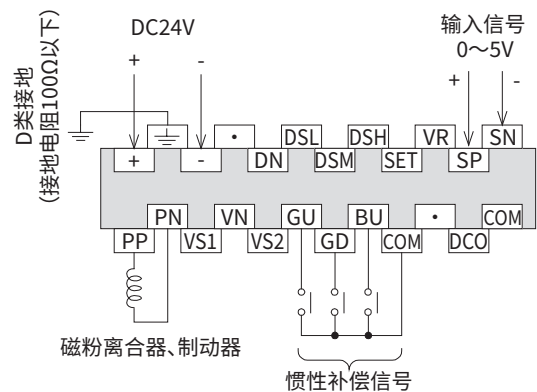 DC24V
+ -
输入信号
0～5V
+ -
D类接地
(接地电阻100Ω以下)
・ DSL DSH VR SN
+ - DN DSM SET SP
PN VN GU BU ・ COM
PP VS1 VS2 GD COM DCO
磁粉离合器、制动器
惯性补偿信号